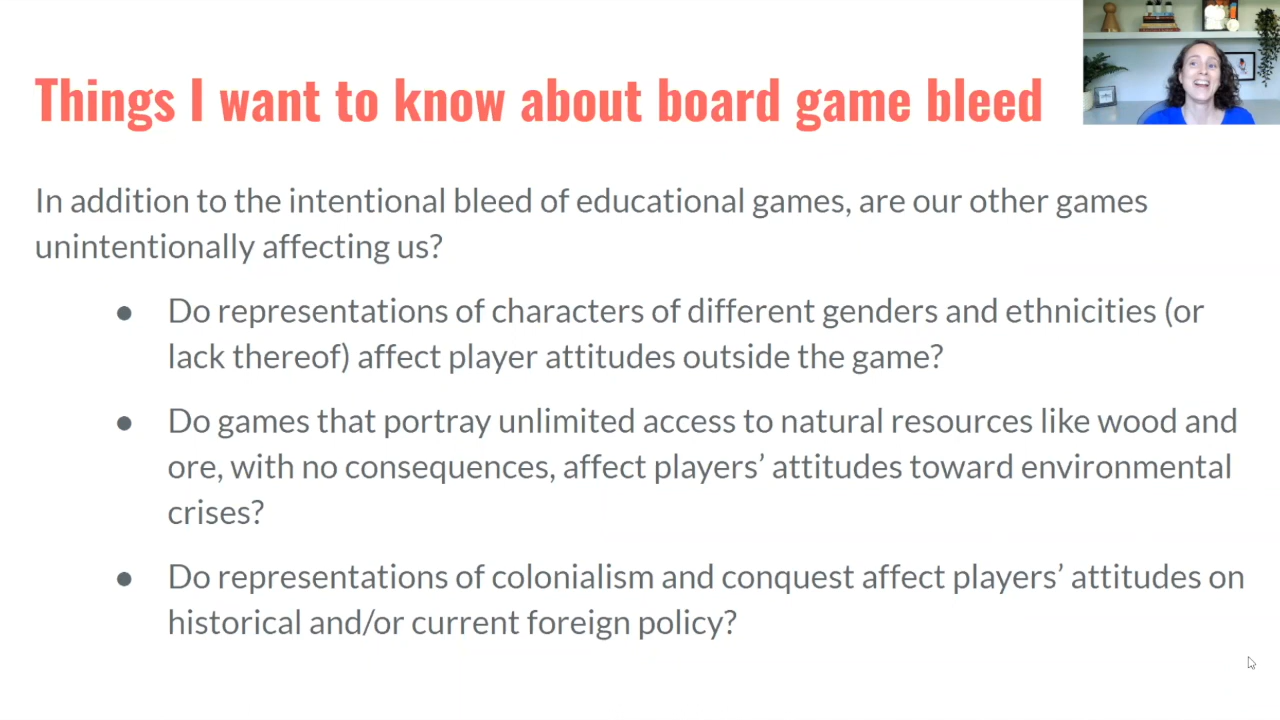 Things I want to know about board game bleed
In addition to the intentional bleed of educational games, are our other games
unintentionally affecting us?
● Do representations of characters of different genders and ethnicities (or
lack thereof) affect player attitudes outside the game?
● Do games that portray unlimited access to natural resources like wood and
ore, with no consequences, affect players’ attitudes toward environmental
crises?
● Do representations of colonialism and conquest affect players’ attitudes on
historical and/or current foreign policy?